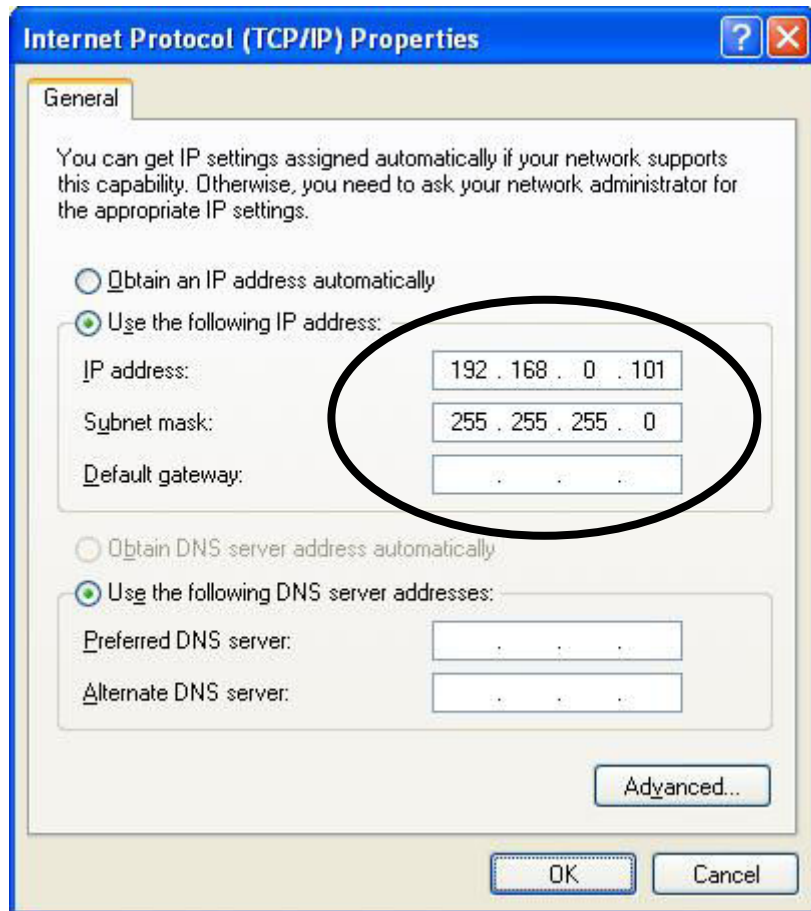 Internet Protocol (TCP/IP) Properties
General
You can get IP settings assigned automatically if your network supports
this capability. Otherwise, you need to ask your network administrator for
the appropriate IP settings.
Obtain an IP address automatically
Use the following IP address:
IP address: 192 . 168 . 0 . 101
Subnet mask: 255 . 255 . 255 . 0
Default gateway: . . .
Obtain DNS server address automatically
Use the following DNS server addresses:
Preferred DNS server: . . .
Alternate DNS server: . . .
Advanced...
OK Cancel